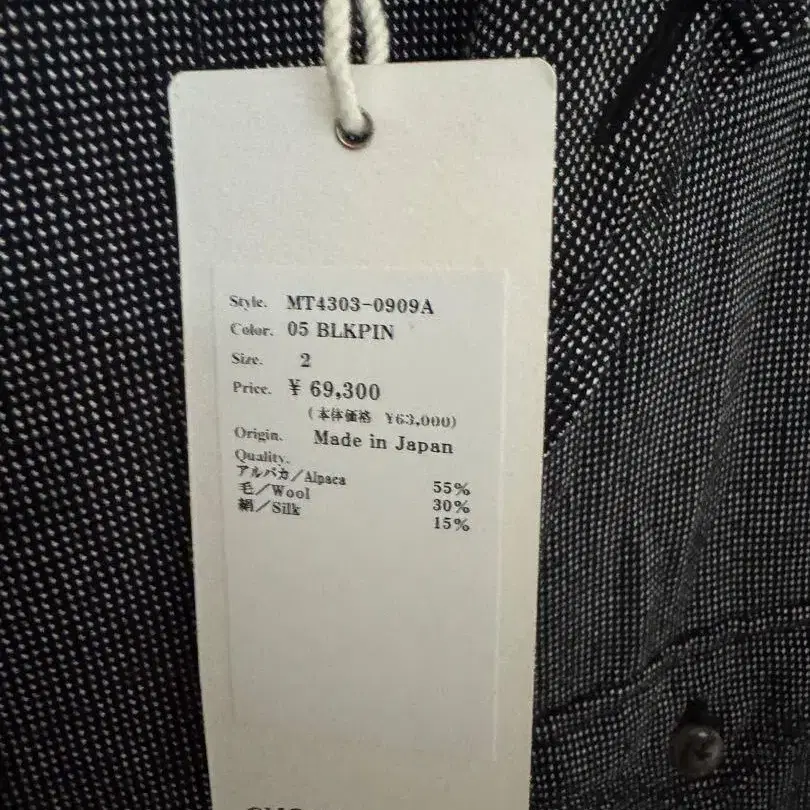 Style. MT4303-0909A
Color. 05 BLKPIN
Size. 2
Price. ¥ 69,300
(本体価格 ¥63,000)
Origin. Made in Japan
Quality.
アルパカ/Alpaca 55%
毛/Wool 30%
絹/Silk 15%